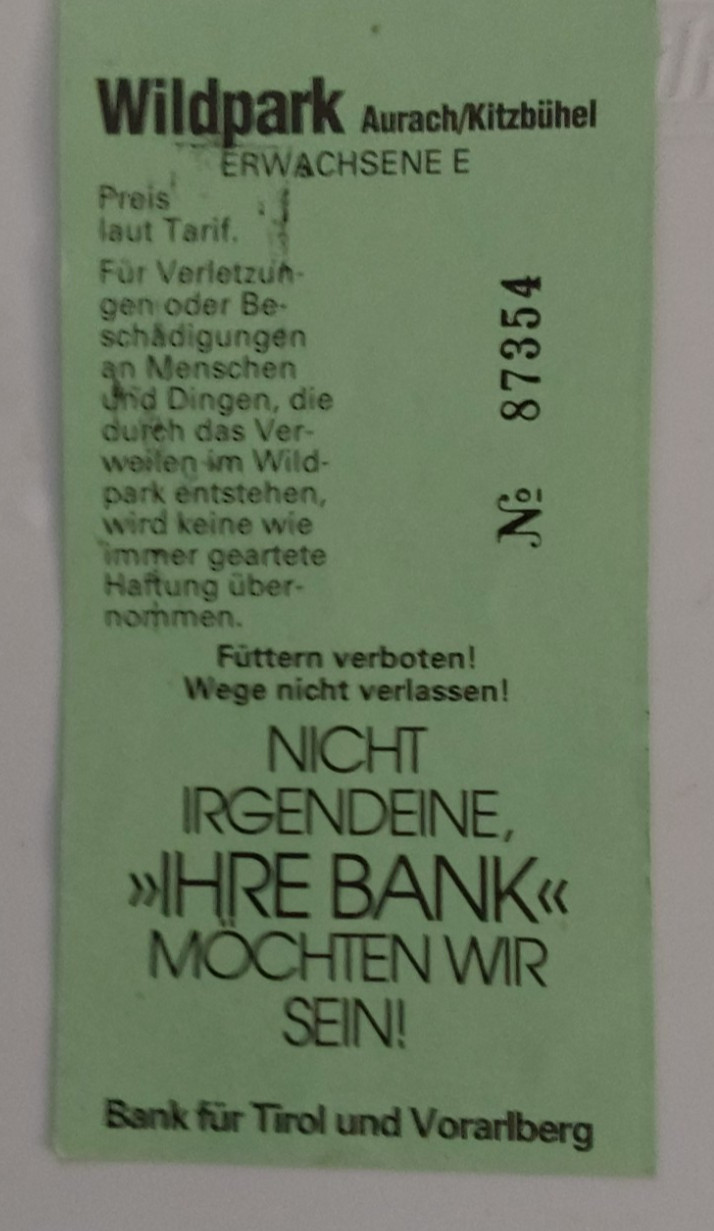 Wildpark Aurach/Kitzbühel
ERWACHSENE E
Preis
laut Tarif.
Für Verletzun-
gen oder Be-
schädigungen
an Menschen
und Dingen, die
durch das Ver-
weilen im Wild-
park entstehen,
wird keine wie
immer geartete
Haftung über-
nommen.
№ 87354
Füttern verboten!
Wege nicht verlassen!
NICHT
IRGENDEINE,
»IHRE BANK«
MÖCHTEN WIR
SEIN!
Bank für Tirol und Vorarlberg